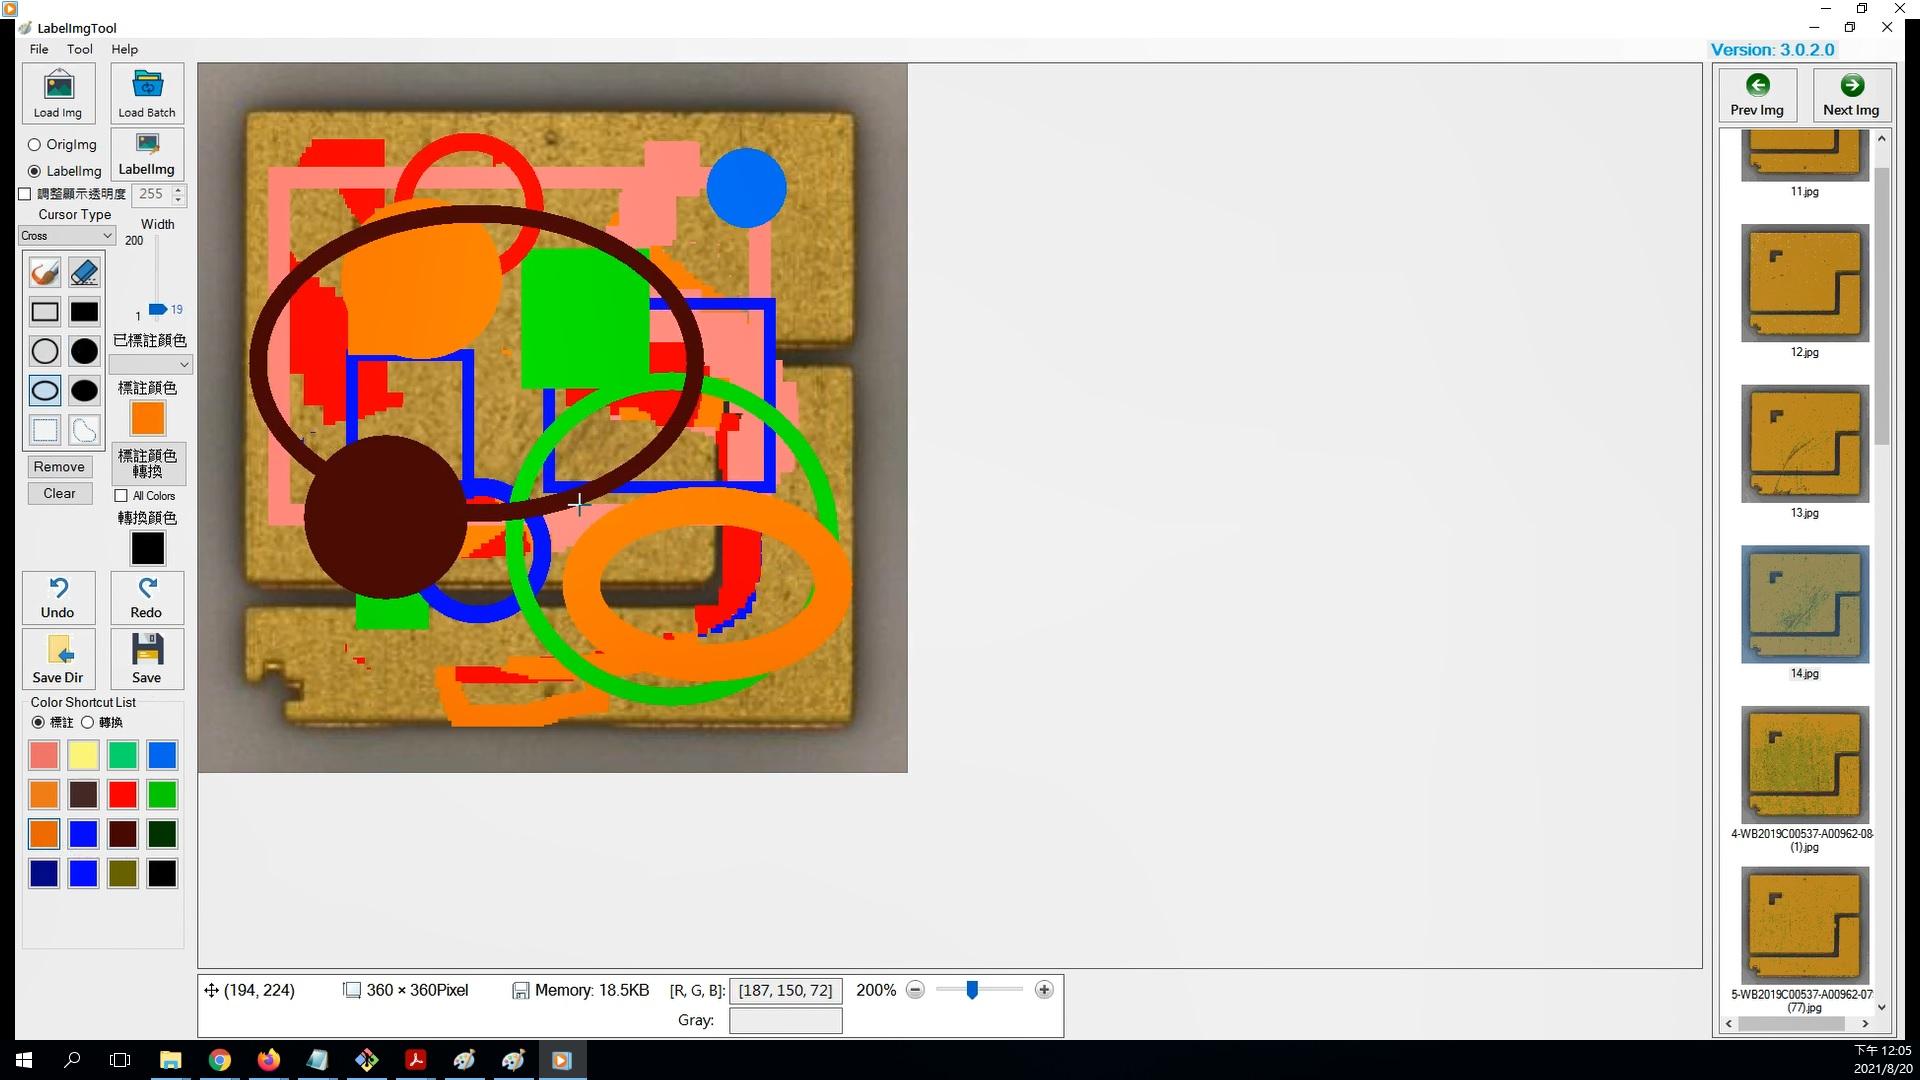 LabelImgTool
File Tool Help
Version: 3.0.2.0
Load Img
Load Batch
OrigImg
LabelImg
LabelImg
調整顯示透明度
255
Cursor Type
Width
Cross
200
1
19
已標註顏色
標註顏色
標註顏色
轉換
Remove
Clear
All Colors
轉換顏色
Undo
Redo
Save Dir
Save
Color Shortcut List
標註
轉換
(194, 224)
360 × 360Pixel
Memory: 18.5KB
[R, G, B]:
[187, 150, 72]
200%
Gray:
Prev Img
Next Img
11.jpg
12.jpg
13.jpg
14.jpg
4-WB2019C00537-A00962-08-
(1).jpg
5-WB2019C00537-A00962-07
(77).jpg
下午 12:05
2021/8/20